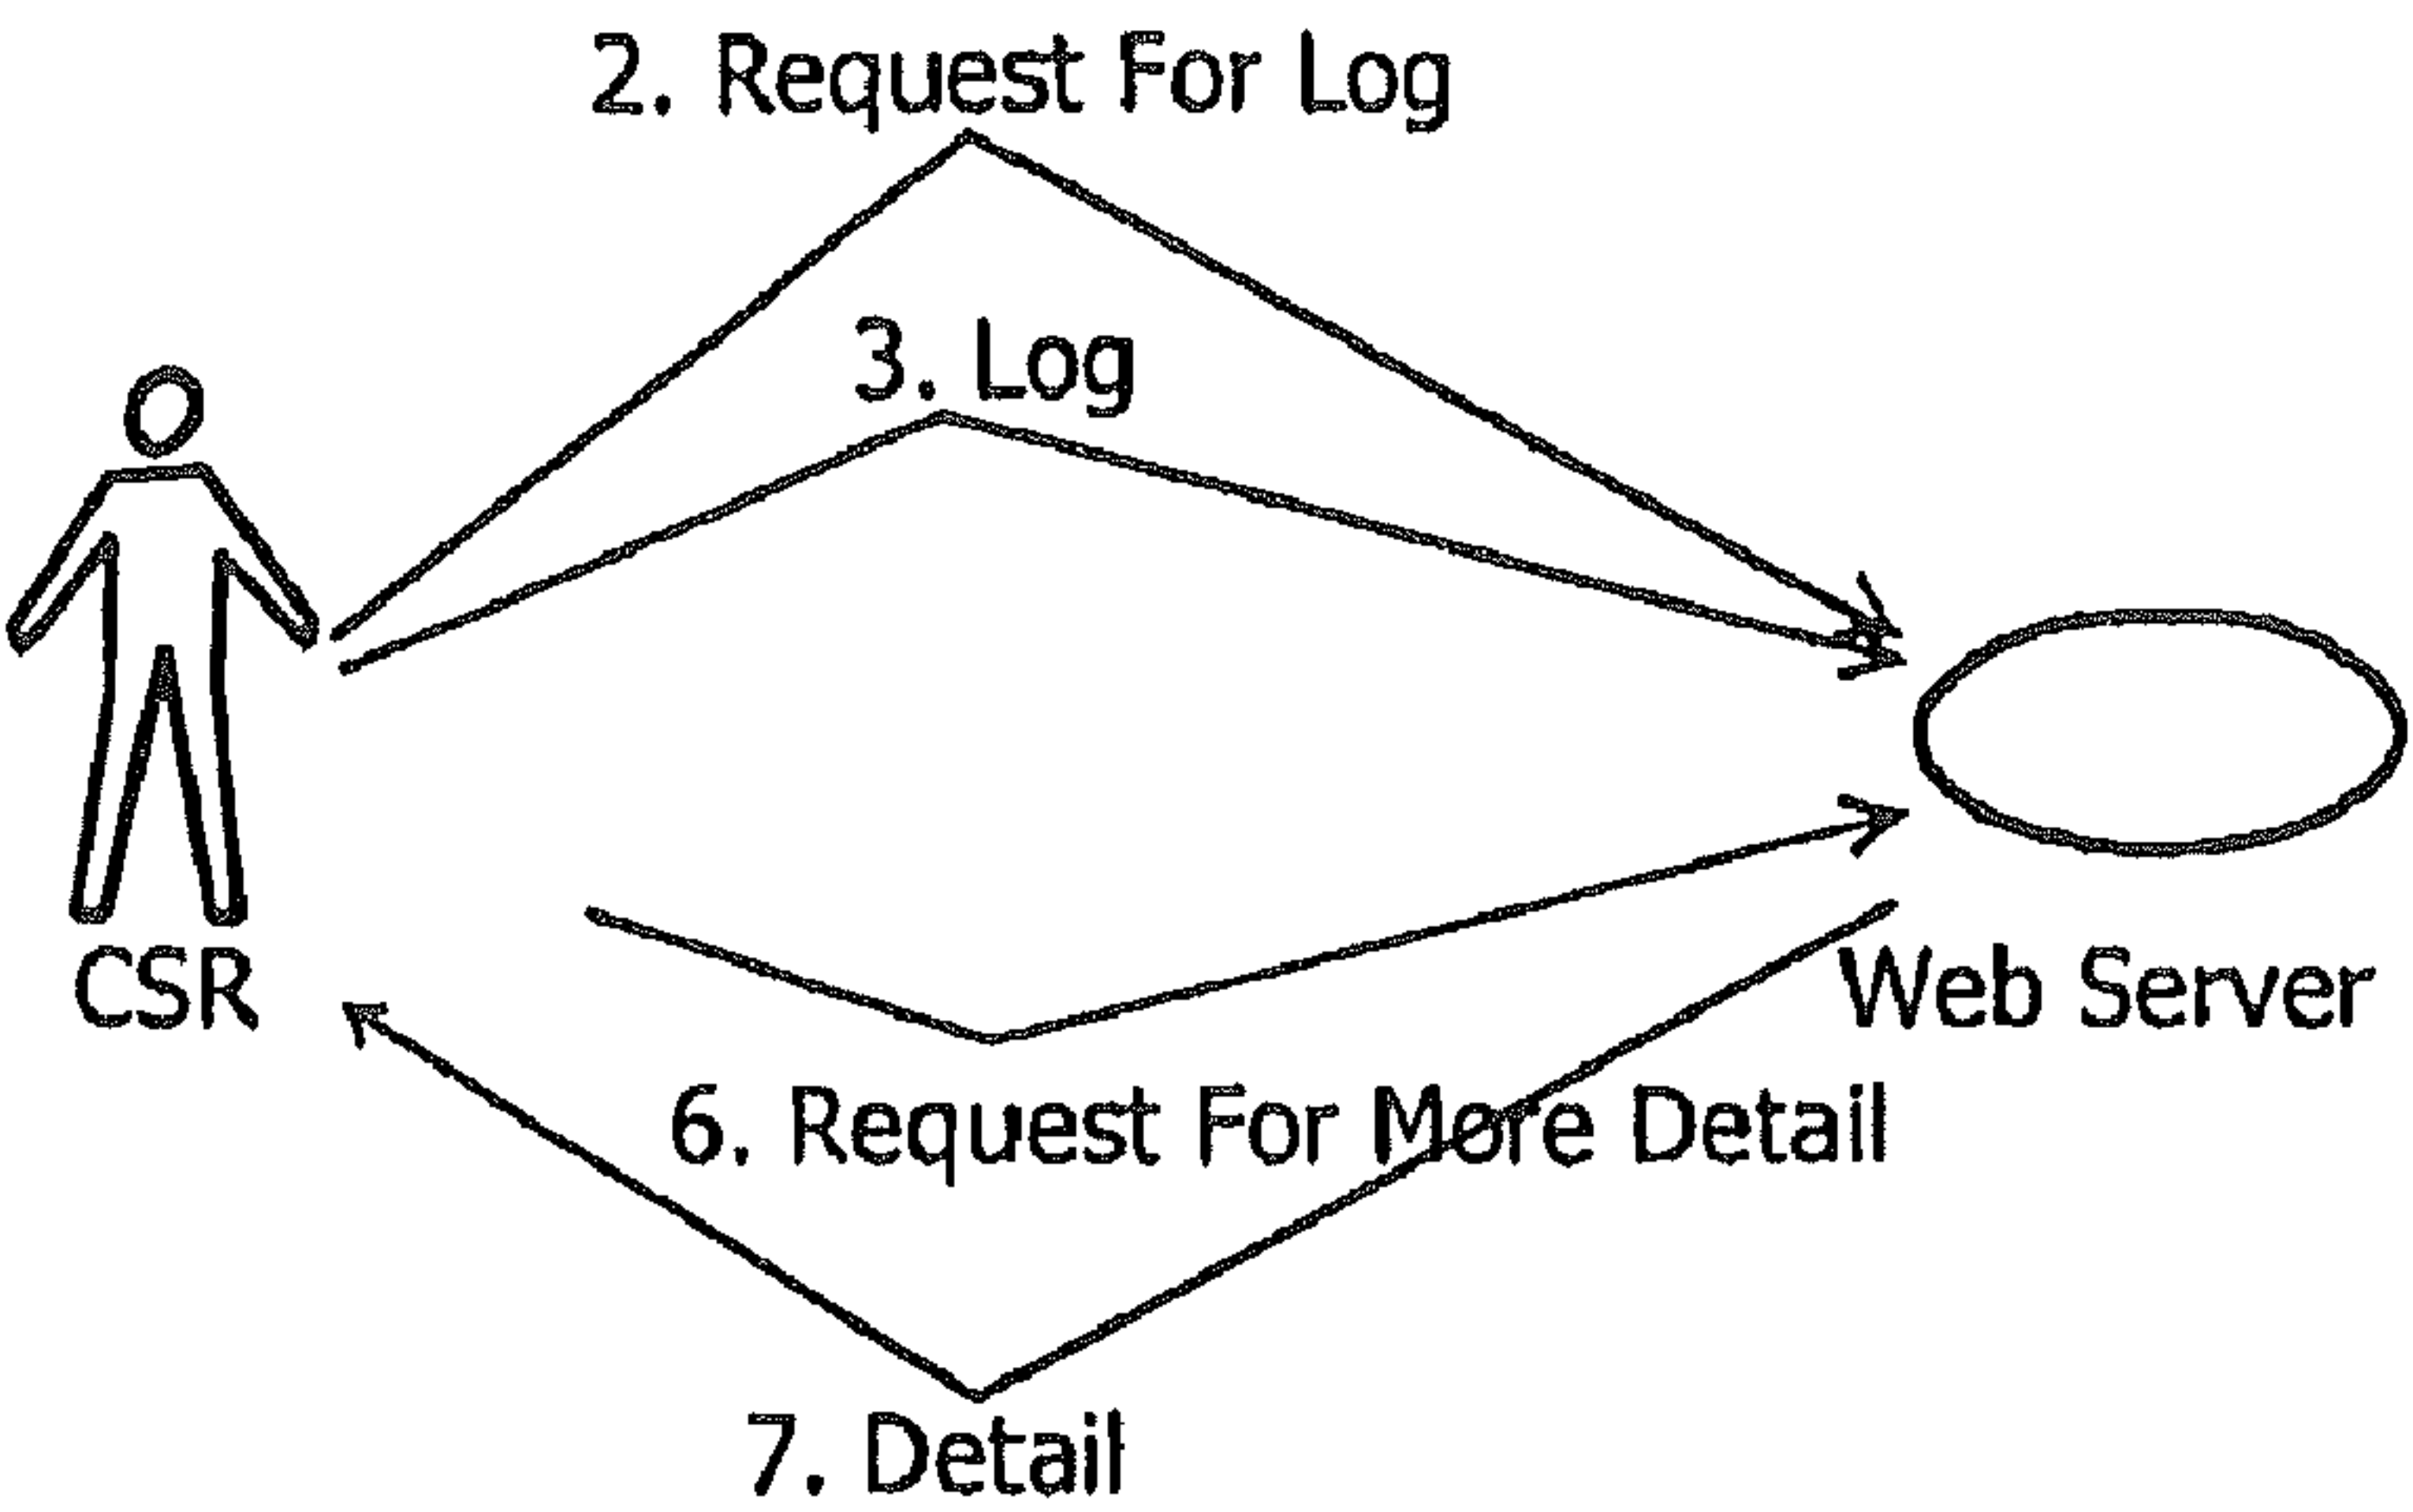 2. Request For Log
3. Log
CSR
Web Server
6. Request For More Detail
7. Detail